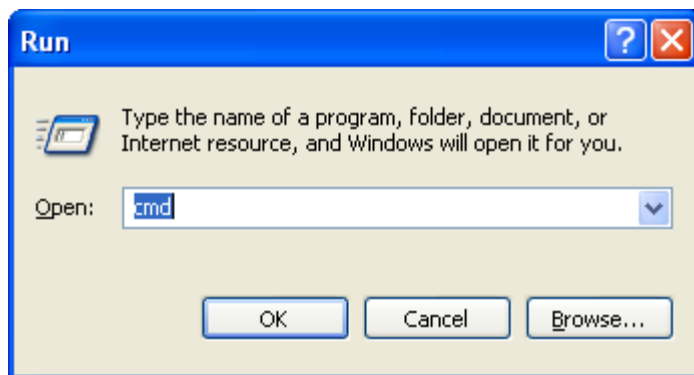 Run
Type the name of a program, folder, document, or
Internet resource, and Windows will open it for you.
Open: cmd
OK Cancel Browse...